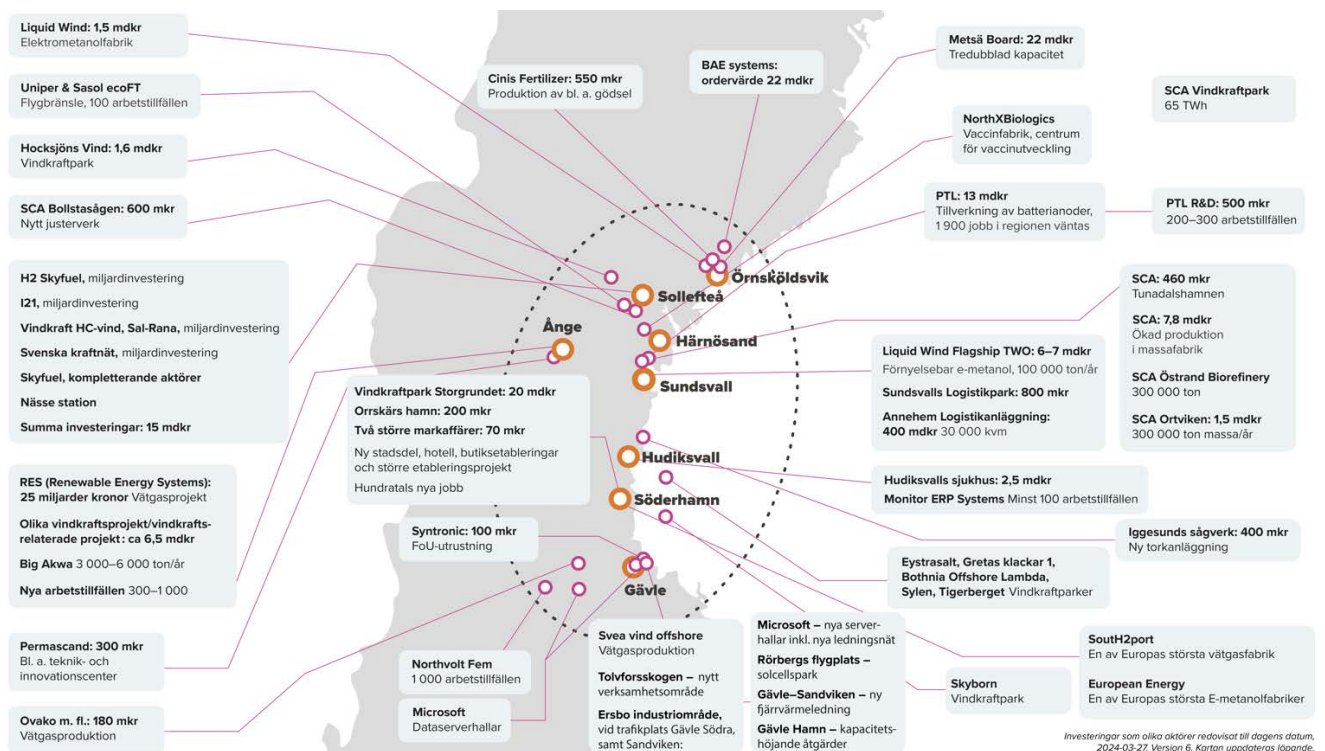 Liquid Wind: 1,5 mdkr
Elektrometanolfabrik
Uniper & Sasol ecoFT
Flygbränsle, 100 arbetstillfällen
Hocksjöns Vind: 1,6 mdkr
Vindkraftpark
SCA Bollstasågen: 600 mkr
Nytt justerverk
H2 Skyfuel, miljardinvestering
I21, miljardinvestering
Vindkraft HC-vind, Sal-Rana, miljardinvestering
Svenska kraftnät, miljardinvestering
Skyfuel, kompletterande aktörer
Nässe station
Summa investeringar: 15 mdkr
RES (Renewable Energy Systems):
25 miljarder kronor Vätgasprojekt
Olika vindkraftsprojekt/vindkrafts-
relaterade projekt: ca 6,5 mdkr
Big Akwa 3 000–6 000 ton/år
Nya arbetstillfällen 300–1 000
Permascand: 300 mkr
Bl. a. teknik- och
innovationscenter
Ovako m. fl.: 180 mkr
Vätgasproduktion
Cinis Fertilizer: 550 mkr
Produktion av bl. a. gödsel
BAE systems:
ordervärde 22 mdkr
Metsä Board: 22 mdkr
Tredubblad kapacitet
SCA Vindkraftpark
65 TWh
NorthXBiologics
Vaccinfabrik, centrum
för vaccinutveckling
PTL: 13 mdkr
Tillverkning av batterianoder,
1 900 jobb i regionen väntas
PTL R&D: 500 mkr
200–300 arbetstillfällen
Örnsköldsvik
Sollefteå
Ånge
Härnösand
Sundsvall
Hudiksvall
Söderhamn
Gävle
SCA: 460 mkr
Tunadalshamnen
SCA: 7,8 mdkr
Ökad produktion
i massafabrik
SCA Östrand Biorefinery
300 000 ton
SCA Ortviken: 1,5 mdkr
300 000 ton massa/år
Liquid Wind Flagship TWO: 6–7 mdkr
Förnyelsebar e-metanol, 100 000 ton/år
Sundsvalls Logistikpark: 800 mkr
Annehem Logistikanläggning:
400 mdkr 30 000 kvm
Vindkraftpark Storgrundet: 20 mdkr
Orrskärs hamn: 200 mkr
Två större markaffärer: 70 mkr
Ny stadsdel, hotell, butiksetableringar
och större etableringsprojekt
Hundratals nya jobb
Hudiksvalls sjukhus: 2,5 mdkr
Monitor ERP Systems Minst 100 arbetstillfällen
Syntronic: 100 mkr
FoU-utrustning
Iggesunds sågverk: 400 mkr
Ny torkanläggning
Eystrasalt, Gretas klackar 1,
Bothnia Offshore Lambda,
Sylen, Tigerberget Vindkraftparker
Northvolt Fem
1 000 arbetstillfällen
Microsoft
Dataserverhallar
Svea vind offshore
Vätgasproduktion
Tolvforsskogen – nytt
verksamhetsområde
Ersbo industriområde,
vid trafikplats Gävle Södra,
samt Sandviken:
Microsoft – nya server-
hallar inkl. nya ledningsnät
Rörbergs flygplats –
solcellspark
Gävle–Sandviken – ny
fjärrvärmeledning
Gävle Hamn – kapacitets-
höjande åtgärder
Skyborn
Vindkraftpark
SoutH2port
En av Europas största vätgasfabrik
European Energy
En av Europas största E-metanolfabriker
Investeringar som olika aktörer redovisat till dagens datum,
2024-03-27. Version 6. Kartan uppdateras löpande.